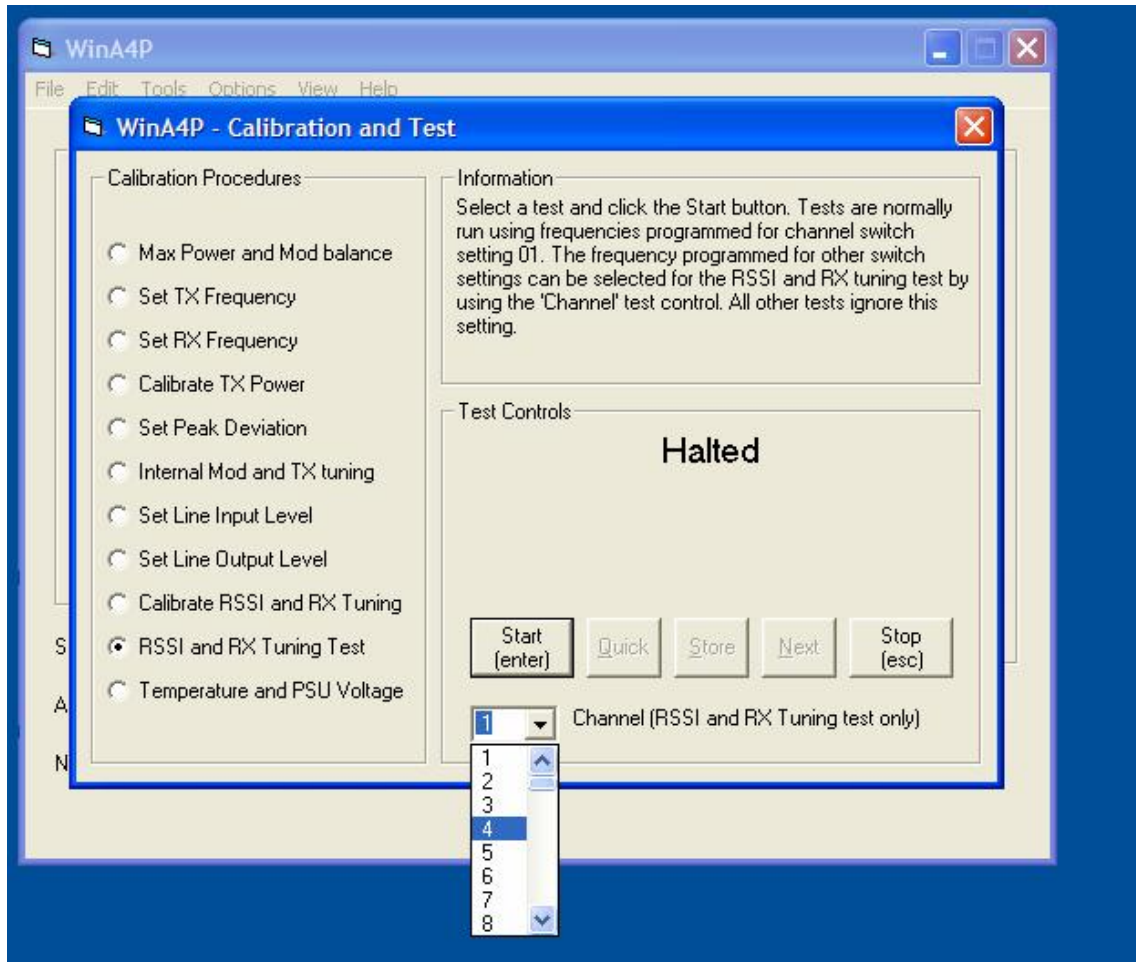 WinA4P
File Edit Tools Options View Help
WinA4P - Calibration and Test
Calibration Procedures
Max Power and Mod balance
Set TX Frequency
Set RX Frequency
Calibrate TX Power
Set Peak Deviation
Internal Mod and TX tuning
Set Line Input Level
Set Line Output Level
Calibrate RSSI and RX Tuning
RSSI and RX Tuning Test
Temperature and PSU Voltage
Information
Select a test and click the Start button. Tests are normally
run using frequencies programmed for channel switch
setting 01. The frequency programmed for other switch
settings can be selected for the RSSI and RX tuning test by
using the 'Channel' test control. All other tests ignore this
setting.
Test Controls
Halted
Start
(enter)
Quick
Store
Next
Stop
(esc)
1
Channel (RSSI and RX Tuning test only)
1
2
3
4
5
6
7
8
S
A
N